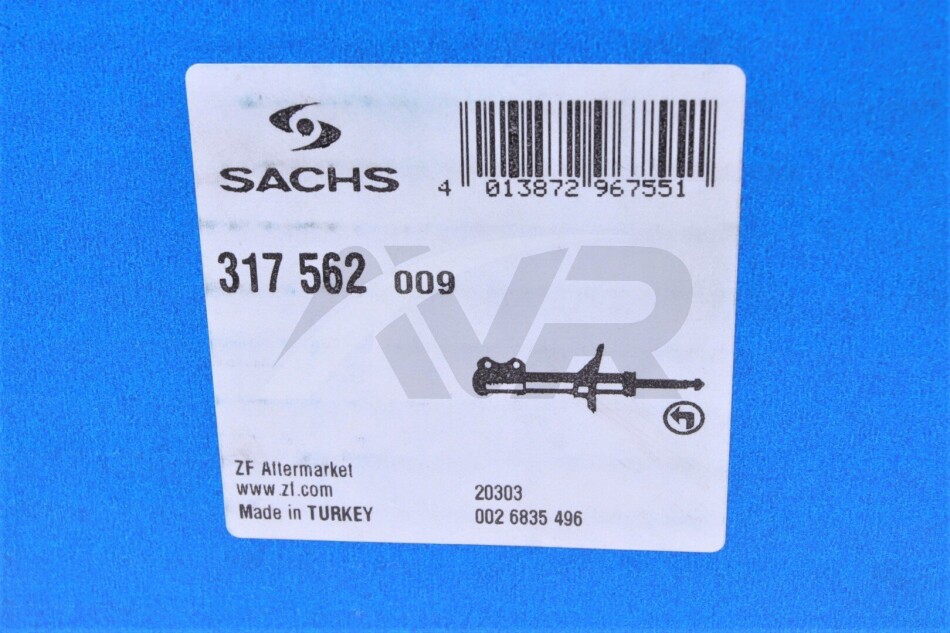 SACHS
4 013872 967551
317 562 009
IVR
ZF Aftermarket
www.zf.com
Made in TURKEY
20303
002 6835 496